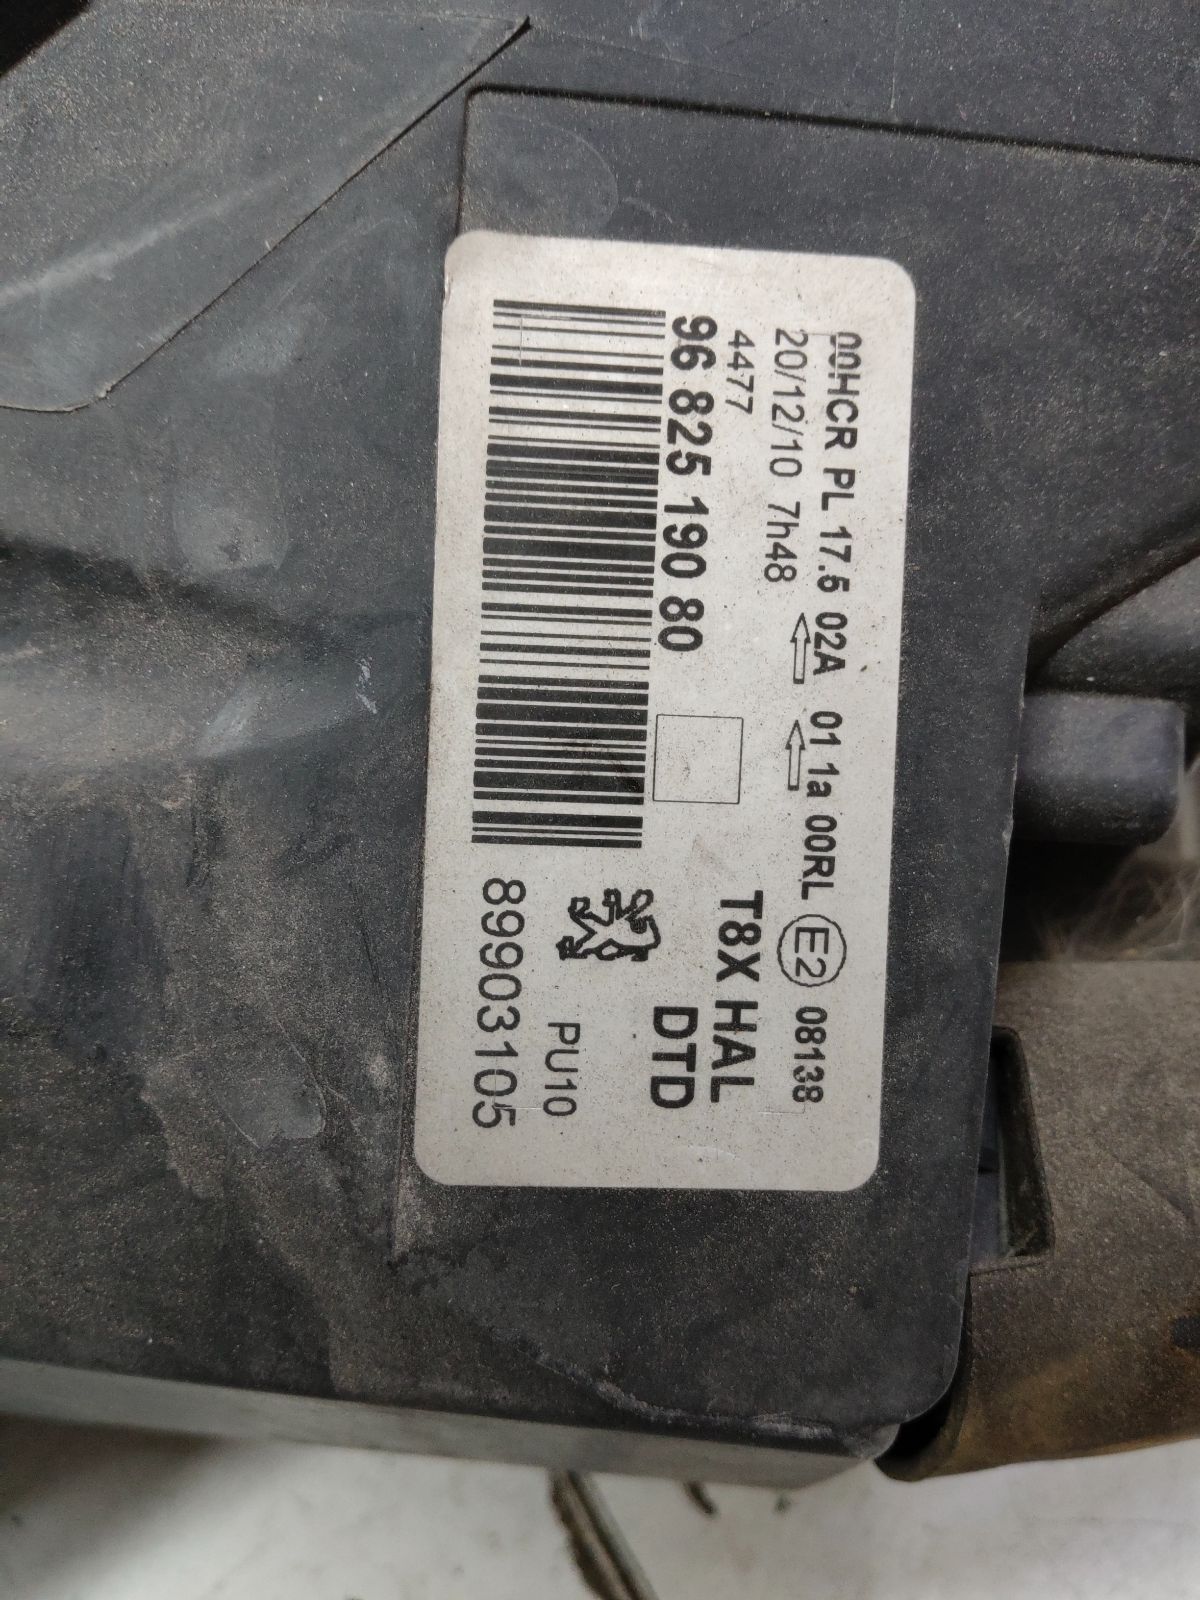 00HCR PL 17.5 02A 01 1a 00RL E2 08138
20/12/10 7h48
4477
T8X HAL
DTD
96 825 190 80
PU10
89903105